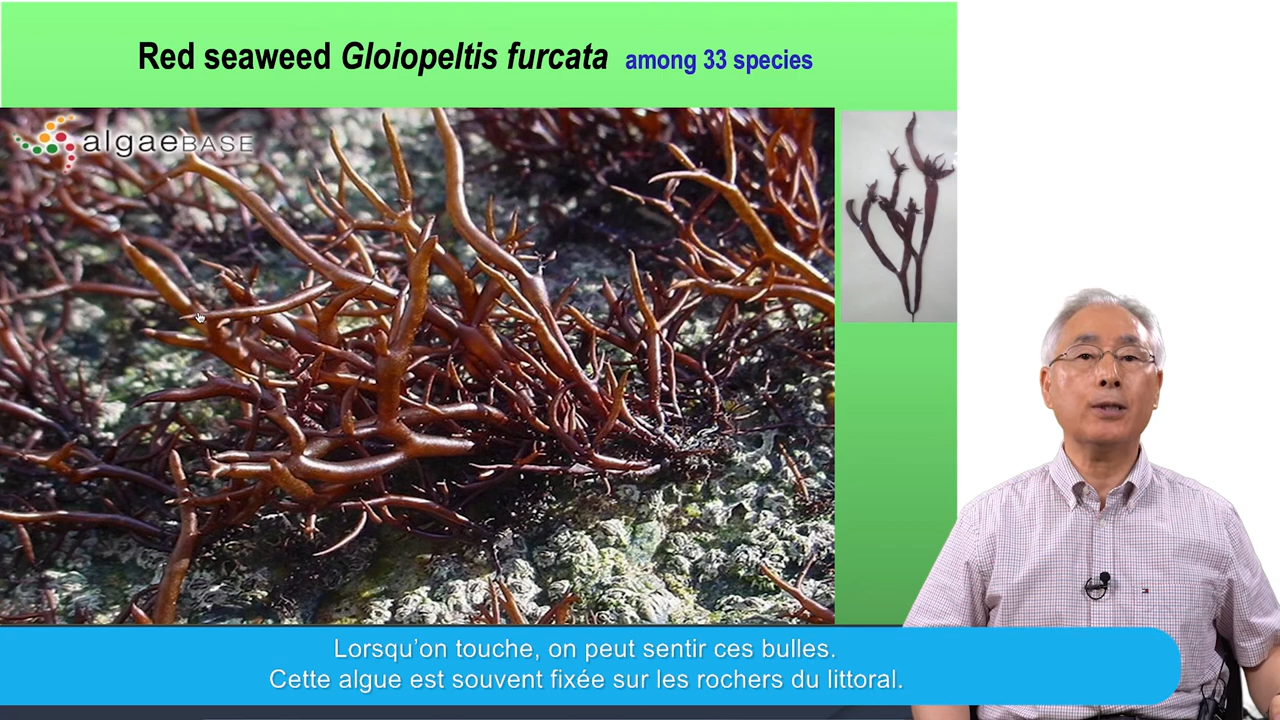 Red seaweed Gloiopeltis furcata among 33 species
algaeBASE
Lorsqu’on touche, on peut sentir ces bulles.
Cette algue est souvent fixée sur les rochers du littoral.